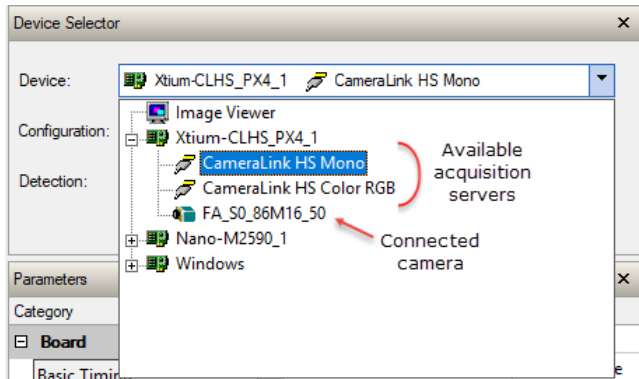 Device Selector
Device:
Xtium-CLHS_PX4_1 CameraLink HS Mono
Image Viewer
Configuration:
Xtium-CLHS_PX4_1
CameraLink HS Mono
Available
acquisition
servers
Detection:
CameraLink HS Color RGB
FA_S0_86M16_50
Connected
camera
Nano-M2590_1
Windows
Parameters
Category
Board